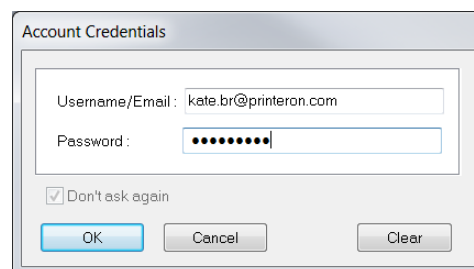 Account Credentials
Username/Email : kate.br@printeron.com
Password : •••••••••
Don't ask again
OK Cancel Clear